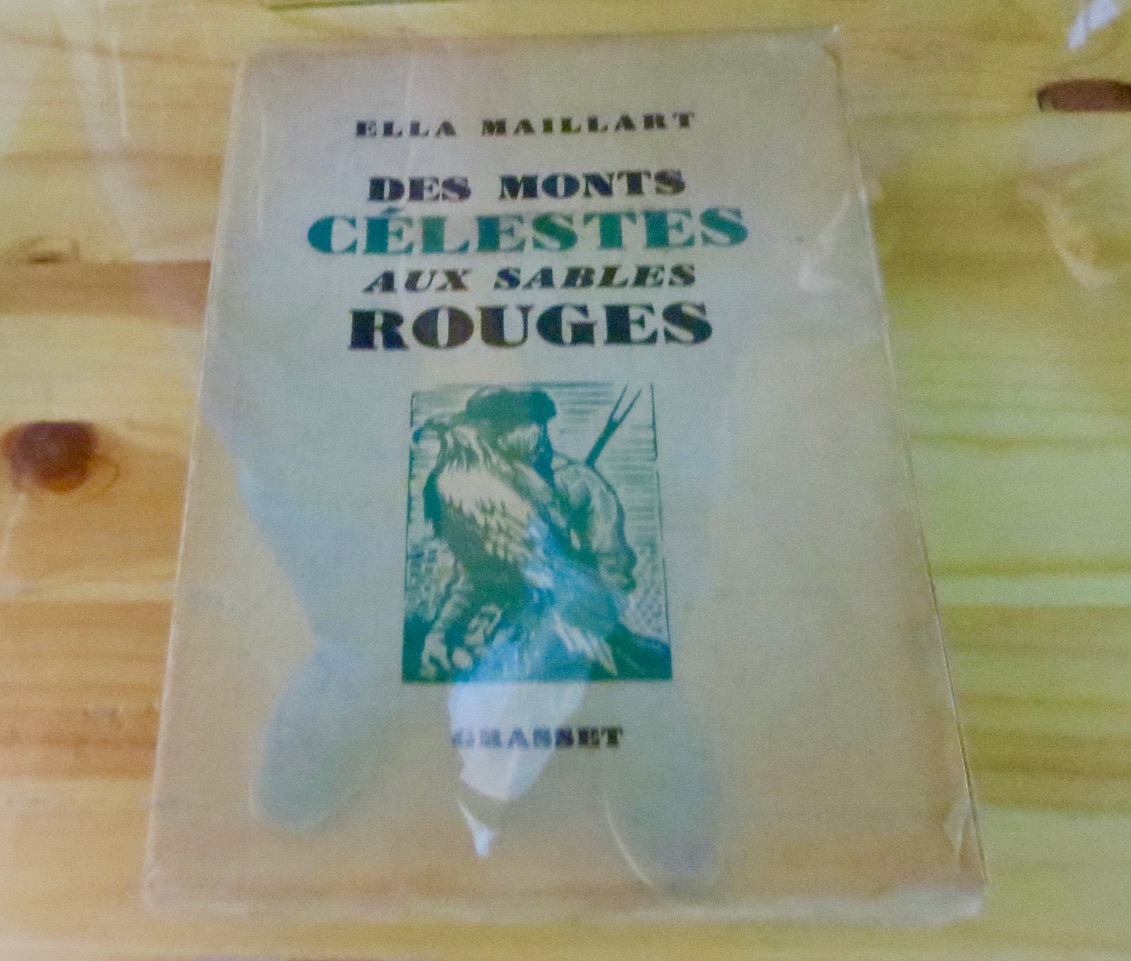 ELLA MAILLART
DES MONTS
CÉLESTES
AUX SABLES
ROUGES
GRASSET